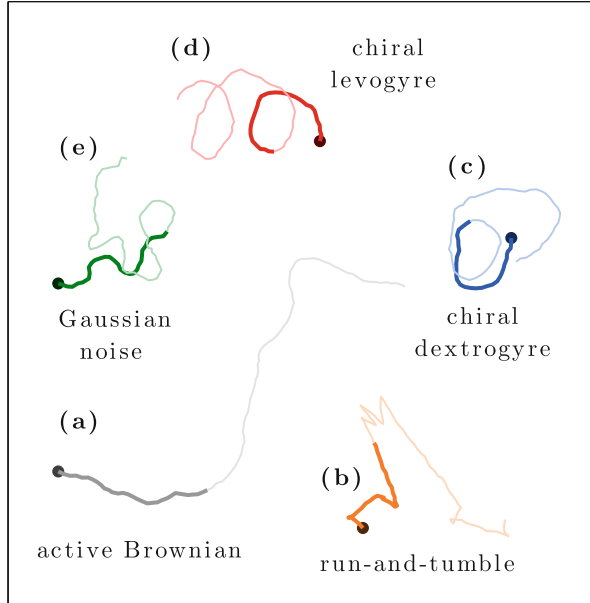 (d)
chiral
levogyre
(e)
(c)
Gaussian
noise
chiral
dextrogyre
(a)
(b)
active Brownian
run-and-tumble